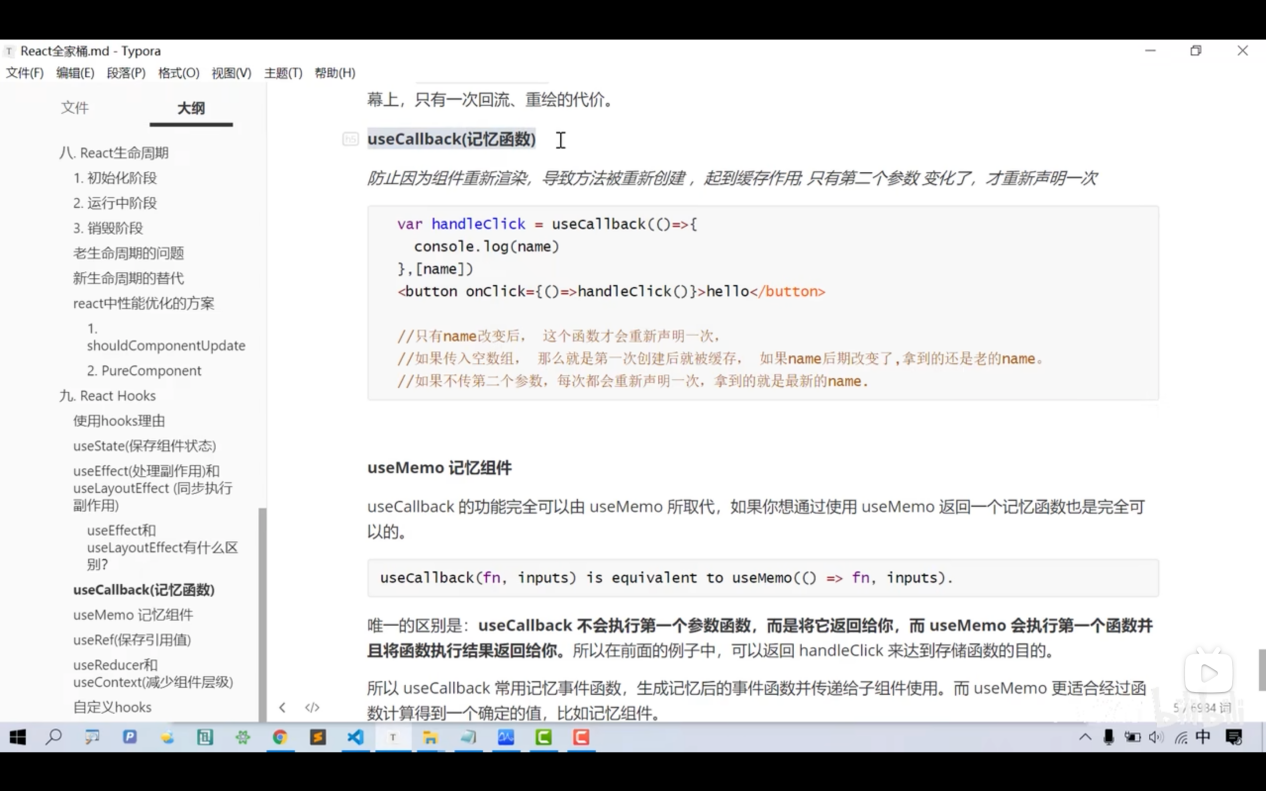 React全家桶.md - Typora
文件(F) 编辑(E) 段落(P) 格式(O) 视图(V) 主题(T) 帮助(H)
文件 大纲
八. React生命周期
1. 初始化阶段
2. 运行中阶段
3. 销毁阶段
老生命周期的问题
新生命周期的替代
react中性能优化的方案
1.
shouldComponentUpdate
2. PureComponent
九. React Hooks
使用hooks理由
useState(保存组件状态)
useEffect(处理副作用)和
useLayoutEffect (同步执行
副作用)
useEffect和
useLayoutEffect有什么区
别?
useCallback(记忆函数)
useMemo 记忆组件
useRef(保存引用值)
useReducer和
useContext(减少组件层级)
自定义hooks
幕上，只有一次回流、重绘的代价。
h5
useCallback(记忆函数)
防止因为组件重新渲染，导致方法被重新创建 ，起到缓存作用; 只有第二个参数 变化了，才重新声明一次
var handleClick = useCallback(()=>{
console.log(name)
},[name])
<button onClick={()=>handleClick()}>hello</button>
//只有name改变后， 这个函数才会重新声明一次，
//如果传入空数组， 那么就是第一次创建后就被缓存， 如果name后期改变了,拿到的还是老的name。
//如果不传第二个参数，每次都会重新声明一次，拿到的就是最新的name.
useMemo 记忆组件
useCallback 的功能完全可以由 useMemo 所取代，如果你想通过使用 useMemo 返回一个记忆函数也是完全可
以的。
useCallback(fn, inputs) is equivalent to useMemo(() => fn, inputs).
唯一的区别是：useCallback 不会执行第一个参数函数，而是将它返回给你，而 useMemo 会执行第一个函数并
且将函数执行结果返回给你。所以在前面的例子中，可以返回 handleClick 来达到存储函数的目的。
所以 useCallback 常用记忆事件函数，生成记忆后的事件函数并传递给子组件使用。而 useMemo 更适合经过函
数计算得到一个确定的值，比如记忆组件。
5 / 6984 词
bilibili
中